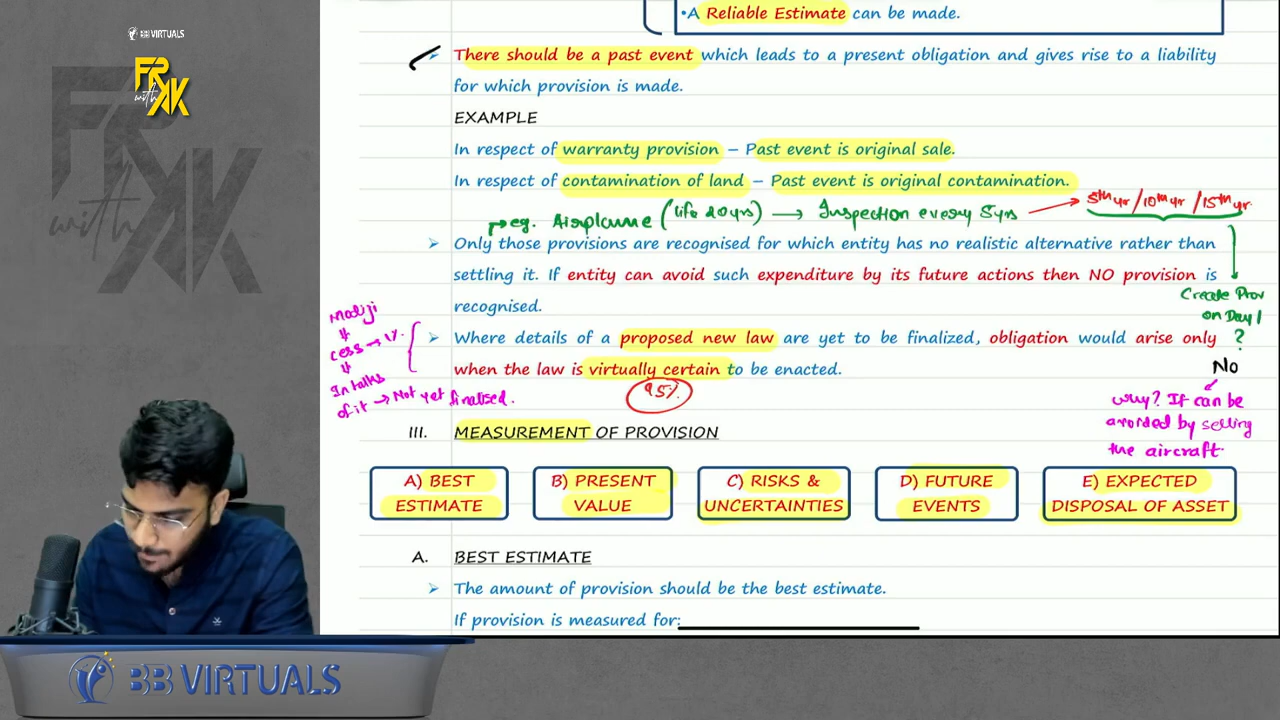 BB VIRTUALS
FR
with
AK
FR
with
AK
•A Reliable Estimate can be made.
➢ There should be a past event which leads to a present obligation and gives rise to a liability
for which provision is made.
EXAMPLE
In respect of warranty provision – Past event is original sale.
In respect of contamination of land – Past event is original contamination.
eg. Airplane (life 20yrs) → Inspection every 5yrs → 5th yr / 10th yr / 15th yr.
➢ Only those provisions are recognised for which entity has no realistic alternative rather than
settling it. If entity can avoid such expenditure by its future actions then NO provision is
recognised.
Create Prov
on Day 1
?
No
why? It can be
avoided by selling
the aircraft.
➢ Where details of a proposed new law are yet to be finalized, obligation would arise only
when the law is virtually certain to be enacted.
95%
Modiji
cess → 1%
In talks
of it → Not yet finalised.
III. MEASUREMENT OF PROVISION
A) BEST
ESTIMATE
B) PRESENT
VALUE
C) RISKS &
UNCERTAINTIES
D) FUTURE
EVENTS
E) EXPECTED
DISPOSAL OF ASSET
A. BEST ESTIMATE
➢ The amount of provision should be the best estimate.
If provision is measured for:
BB VIRTUALS